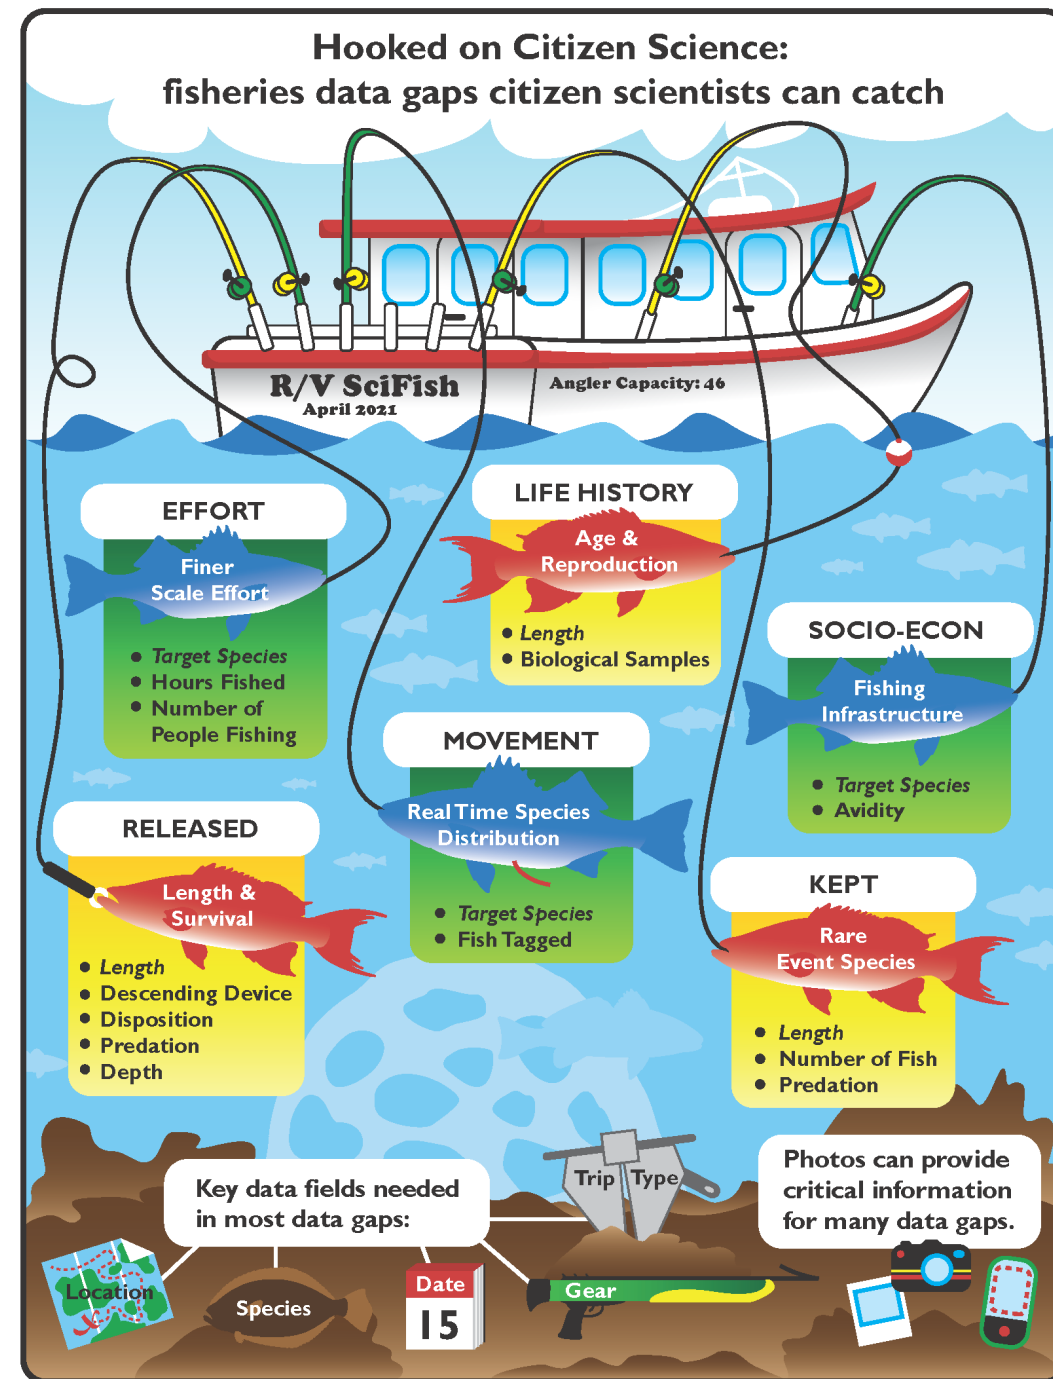 Hooked on Citizen Science:
fisheries data gaps citizen scientists can catch
R/V SciFish
April 2021
Angler Capacity: 46
EFFORT
Finer
Scale Effort
• Target Species
• Hours Fished
• Number of
People Fishing
LIFE HISTORY
Age &
Reproduction
• Length
• Biological Samples
SOCIO-ECON
Fishing
Infrastructure
• Target Species
• Avidity
MOVEMENT
Real Time Species
Distribution
• Target Species
• Fish Tagged
RELEASED
Length &
Survival
• Length
• Descending Device
• Disposition
• Predation
• Depth
KEPT
Rare
Event Species
• Length
• Number of Fish
• Predation
Key data fields needed
in most data gaps:
Location
Species
Date
15
Trip Type
Gear
Photos can provide
critical information
for many data gaps.